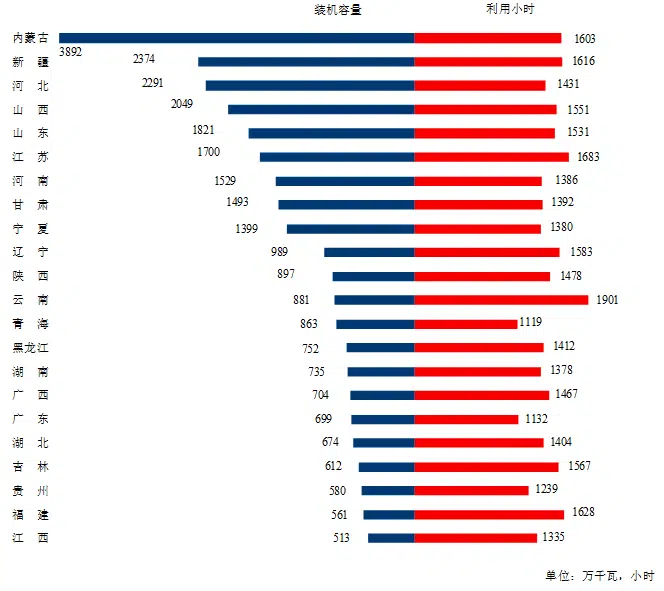 装机容量 利用小时
内蒙古 3892 1603
新 疆 2374 1616
河 北 2291 1431
山 西 2049 1551
山 东 1821 1531
江 苏 1700 1683
河 南 1529 1386
甘 肃 1493 1392
宁 夏 1399 1380
辽 宁 989 1583
陕 西 897 1478
云 南 881 1901
青 海 863 1119
黑龙江 752 1412
湖 南 735 1378
广 西 704 1467
广 东 699 1132
湖 北 674 1404
吉 林 612 1567
贵 州 580 1239
福 建 561 1628
江 西 513 1335
单位：万千瓦，小时